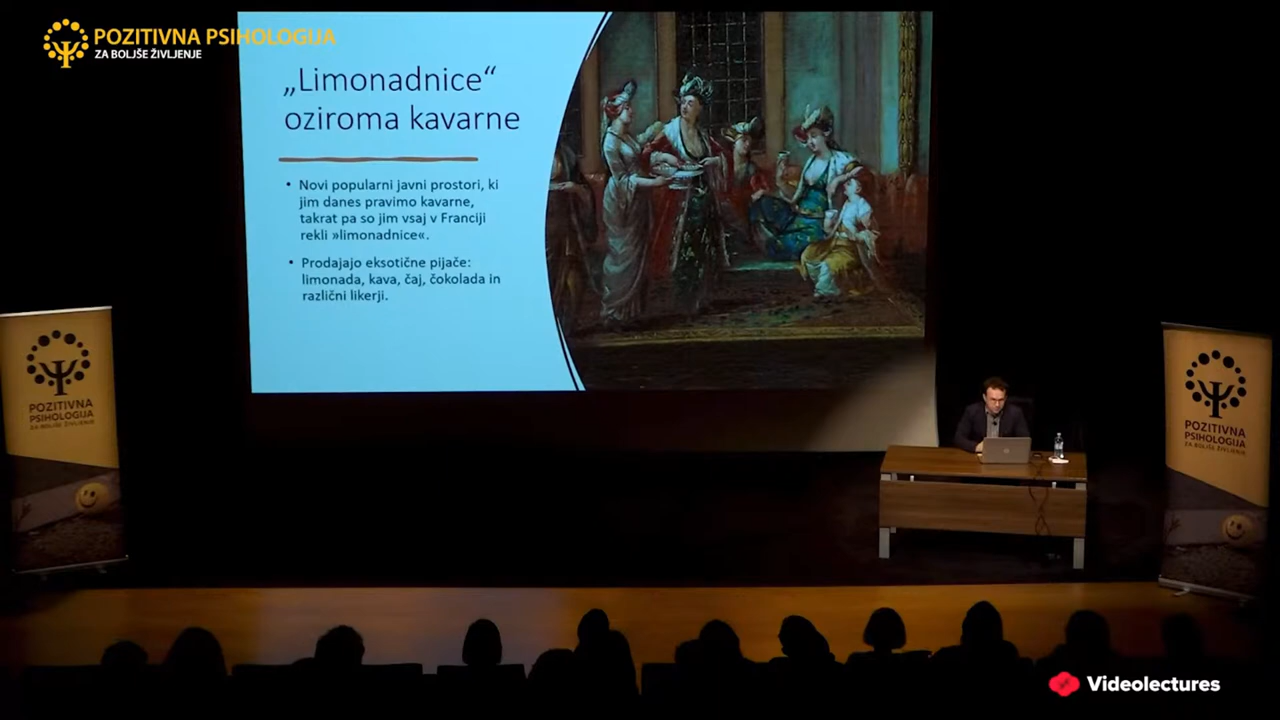 POZITIVNA PSIHOLOGIJA
ZA BOLJŠE ŽIVLJENJE
„Limonadnice“
oziroma kavarne
• Novi popularni javni prostori, ki
jim danes pravimo kavarne,
takrat pa so jim vsaj v Franciji
rekli »limonadnice«.
• Prodajajo eksotične pijače:
limonada, kava, čaj, čokolada in
različni likerji.
POZITIVNA
PSIHOLOGIJA
ZA BOLJŠE ŽIVLJENJE
POZITIVNA
PSIHOLOGIJA
ZA BOLJŠE ŽIVLJENJE
Videolectures